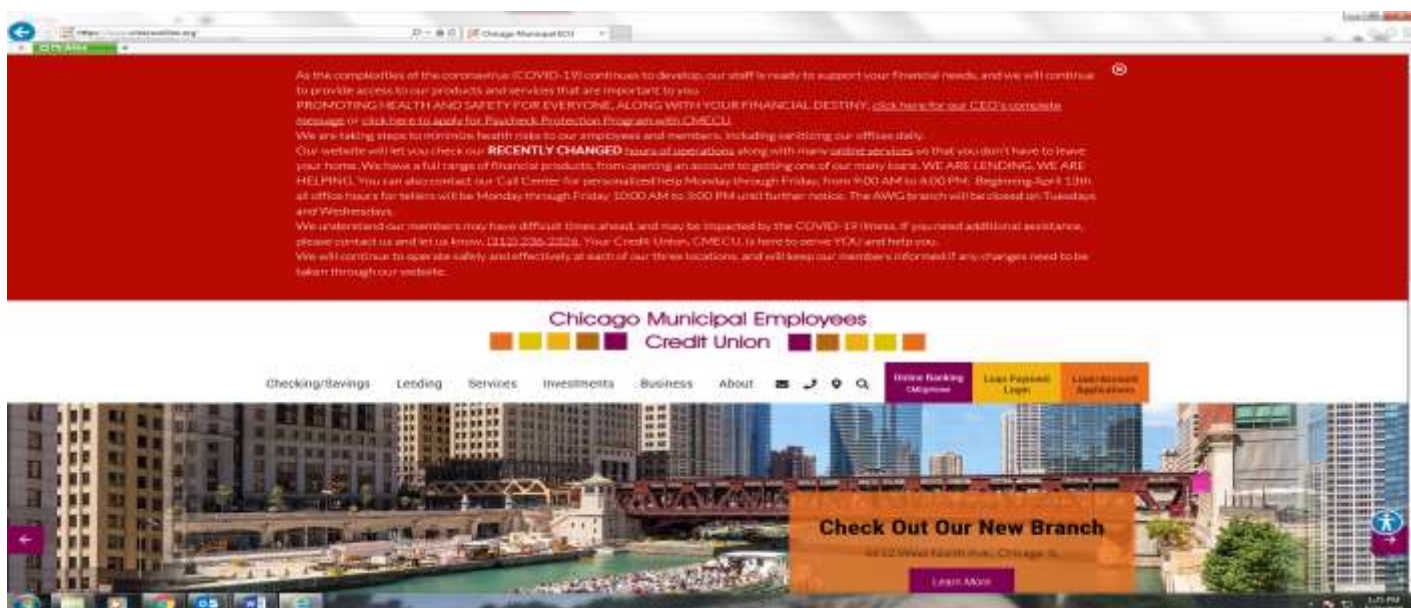 Chicago Municipal ECU
As the complexities of the coronavirus (COVID-19) continues to develop, our staff is ready to support your financial needs, and we will continue
to provide access to our products and services that are important to you.
PROMOTING HEALTH AND SAFETY FOR EVERYONE, ALONG WITH YOUR FINANCIAL DESTINY, click here for our CEO's complete
message or click here to apply for Paycheck Protection Program with CMECU.
We are taking steps to minimize health risks to our employees and members, including sanitizing our offices daily.
Our website will let you check our RECENTLY CHANGED hours of operations along with many online services so that you don't have to leave
your home. We have a full range of financial products, from opening an account to getting one of our many loans. WE ARE LENDING, WE ARE
HELPING. You can also contact our Call Center for personalized help Monday through Friday, from 9:00 AM to 4:00 PM. Beginning April 13th
all office hours for tellers will be Monday through Friday 10:00 AM to 3:00 PM until further notice. The AWG branch will be closed on Tuesdays
and Wednesdays.
We understand our members may have difficult times ahead, and may be impacted by the COVID-19 illness. If you need additional assistance,
please contact us and let us know, (312) 236-2326. Your Credit Union, CMECU, is here to serve YOU and help you.
We will continue to operate safely and effectively at each of our three locations, and will keep our members informed if any changes need to be
taken through our website.
Chicago Municipal Employees
Credit Union
Checking/Savings Lending Services Investments Business About Online Banking Loan Payment Loan/Account
Login Applications
Check Out Our New Branch
West North Ave, Chicago IL
Learn More